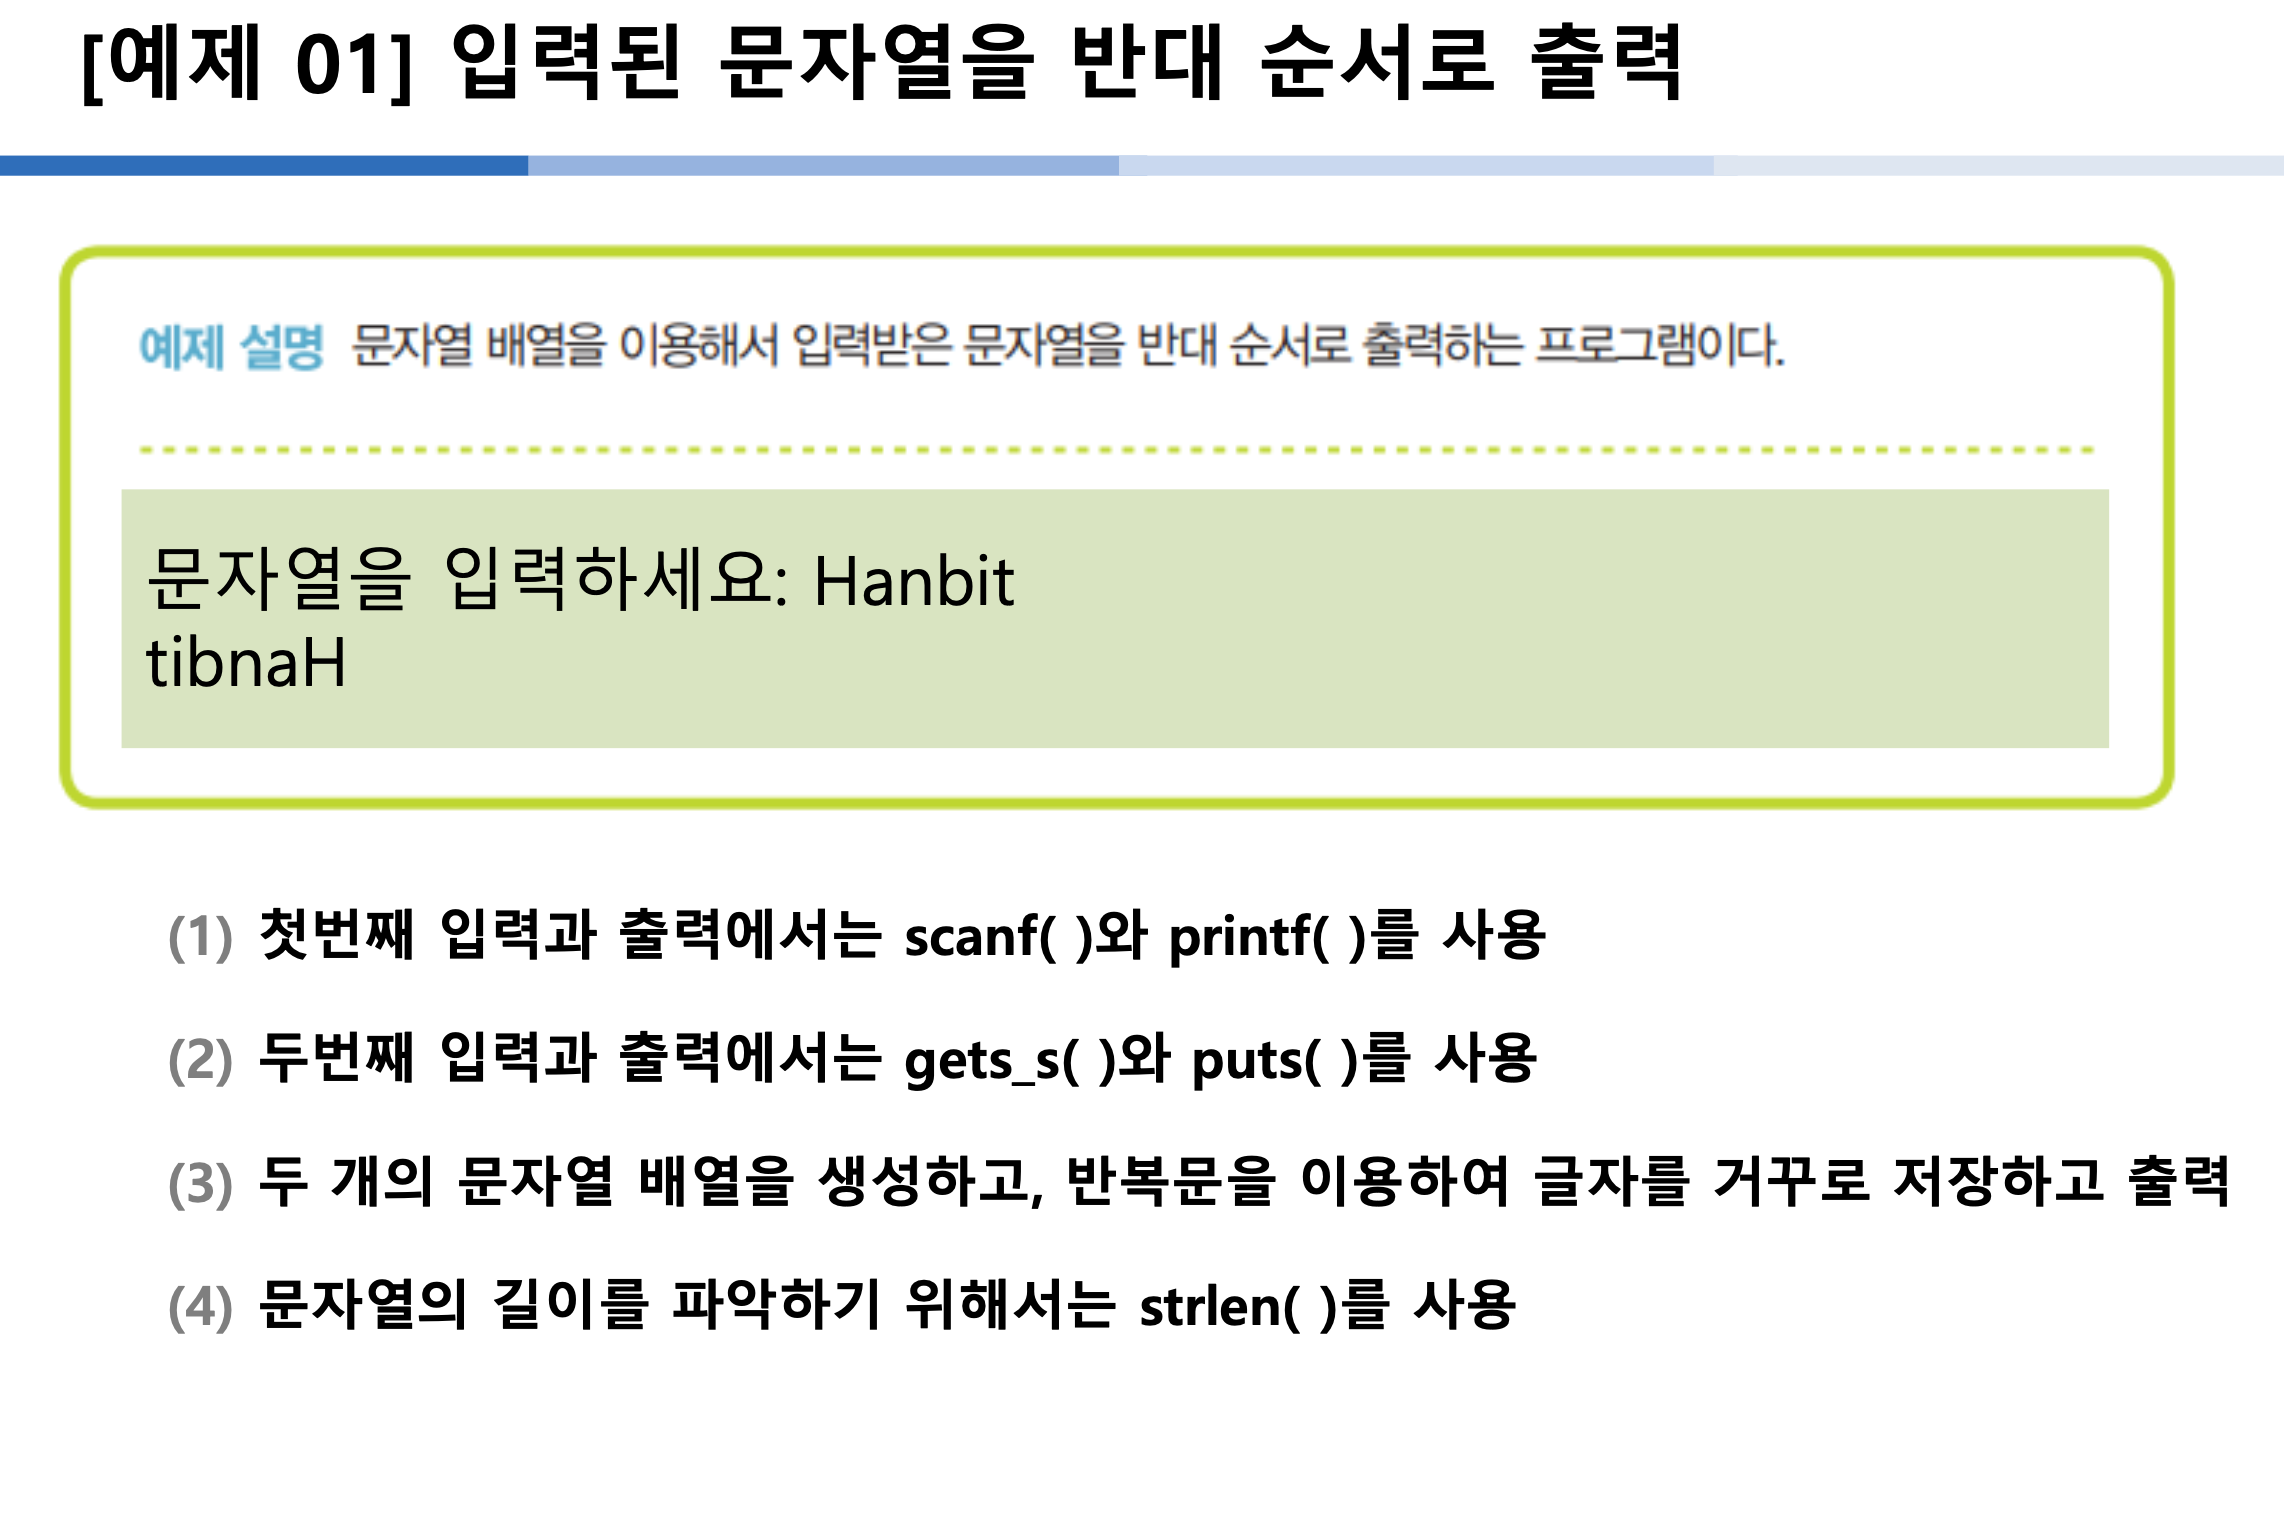 [예제 01] 입력된 문자열을 반대 순서로 출력
예제 설명 문자열 배열을 이용해서 입력받은 문자열을 반대 순서로 출력하는 프로그램이다.
문자열을 입력하세요: Hanbit
tibnaH
(1) 첫번째 입력과 출력에서는 scanf( )와 printf( )를 사용
(2) 두번째 입력과 출력에서는 gets_s( )와 puts( )를 사용
(3) 두 개의 문자열 배열을 생성하고, 반복문을 이용하여 글자를 거꾸로 저장하고 출력
(4) 문자열의 길이를 파악하기 위해서는 strlen( )를 사용